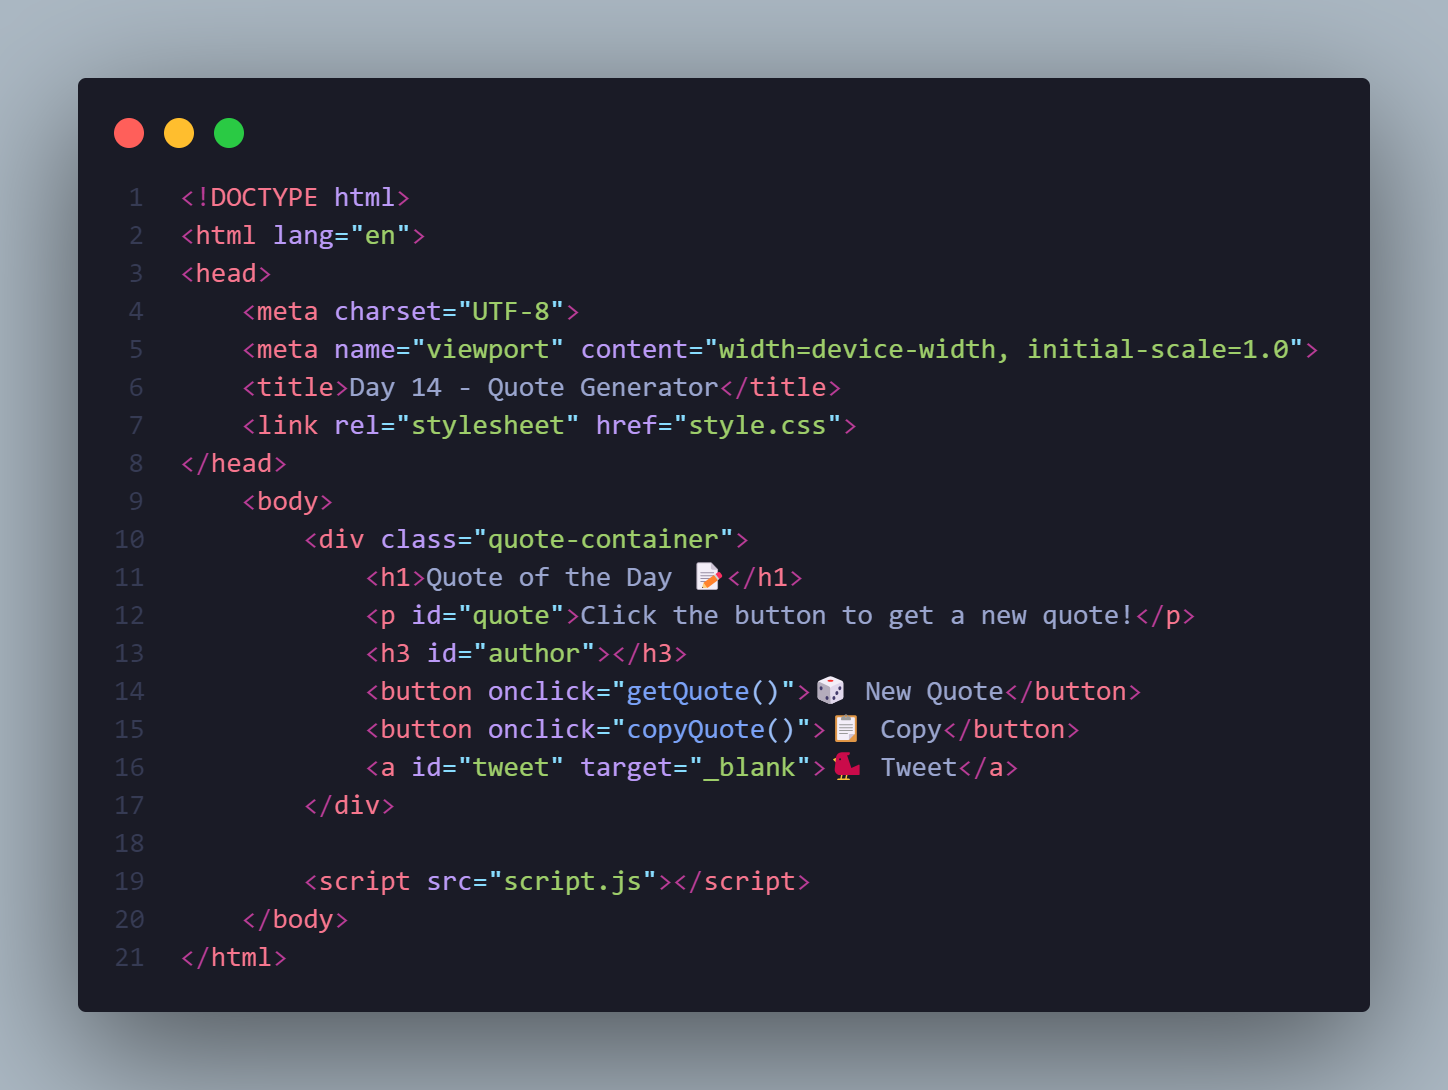 1 <!DOCTYPE html>
2 <html lang="en">
3 <head>
4     <meta charset="UTF-8">
5     <meta name="viewport" content="width=device-width, initial-scale=1.0">
6     <title>Day 14 - Quote Generator</title>
7     <link rel="stylesheet" href="style.css">
8 </head>
9     <body>
10         <div class="quote-container">
11             <h1>Quote of the Day 📝</h1>
12             <p id="quote">Click the button to get a new quote!</p>
13             <h3 id="author"></h3>
14             <button onclick="getQuote()">🎲 New Quote</button>
15             <button onclick="copyQuote()">📋 Copy</button>
16             <a id="tweet" target="_blank">🐦 Tweet</a>
17         </div>
18
19         <script src="script.js"></script>
20     </body>
21 </html>